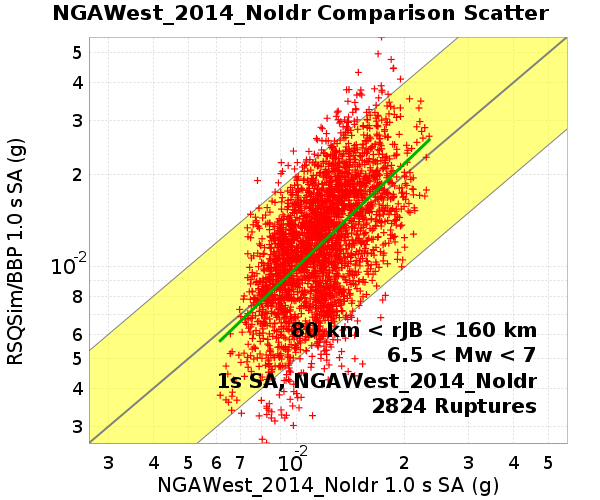 NGAWest_2014_NoIdr Comparison Scatter
RSQSim/BBP 1.0 s SA (g)
5
4
3
2
10⁻²
8
6
5
4
3
80 km < rJB < 160 km
6.5 < Mw < 7
1s SA, NGAWest_2014_NoIdr
2824 Ruptures
3 4 5 6 7 10⁻² 2 3 4 5
NGAWest_2014_NoIdr 1.0 s SA (g)